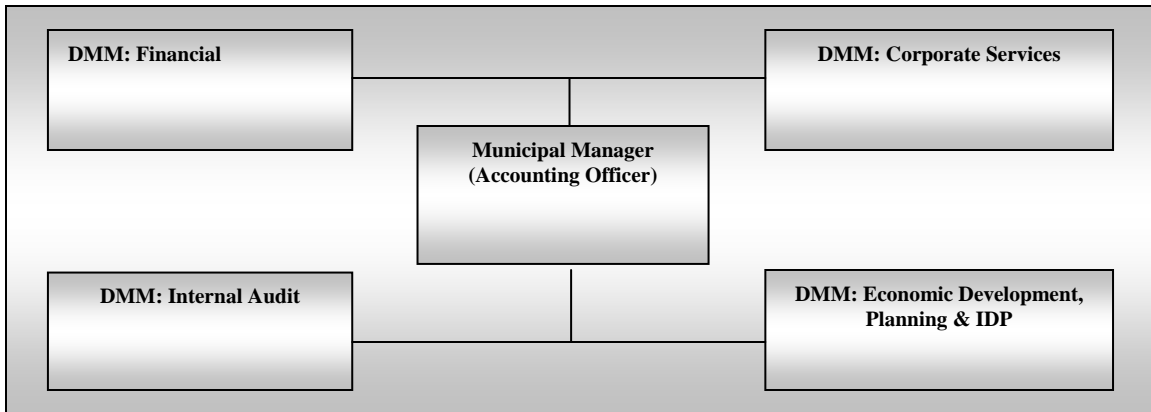 DMM: Financial
DMM: Corporate Services
Municipal Manager
(Accounting Officer)
DMM: Internal Audit
DMM: Economic Development,
Planning & IDP